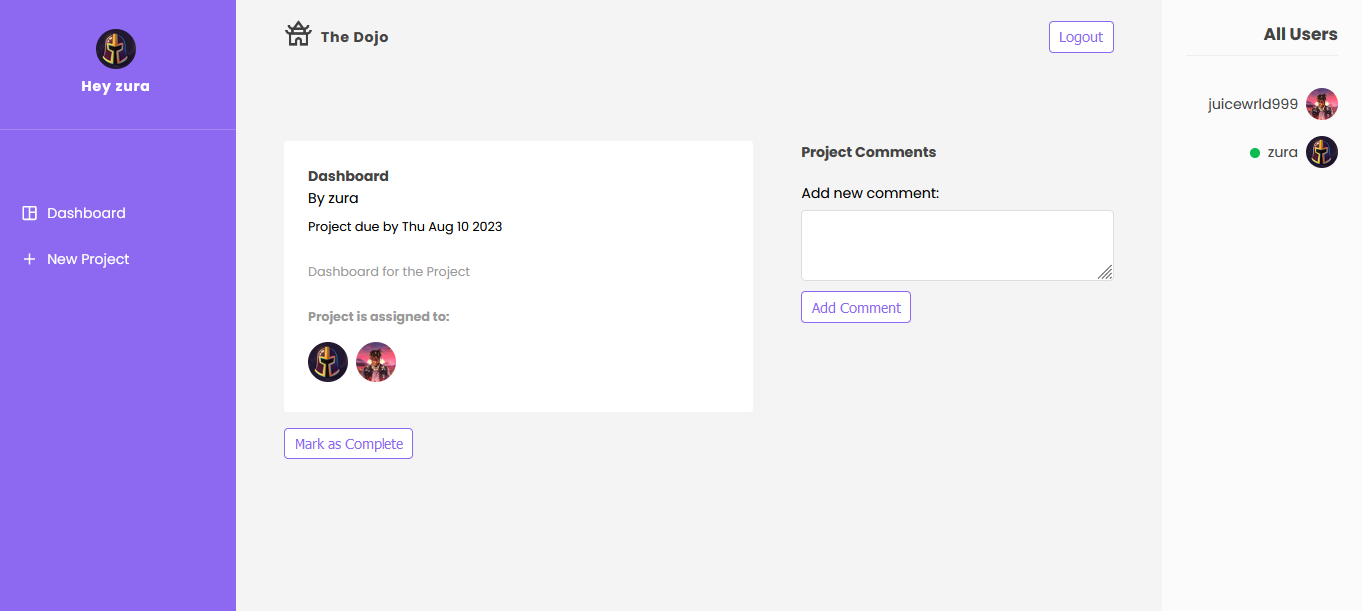 Hey zura
Dashboard
New Project
The Dojo
Logout
Dashboard
By zura
Project due by Thu Aug 10 2023
Dashboard for the Project
Project is assigned to:
Mark as Complete
Project Comments
Add new comment:
Add Comment
All Users
juicewrld999
zura